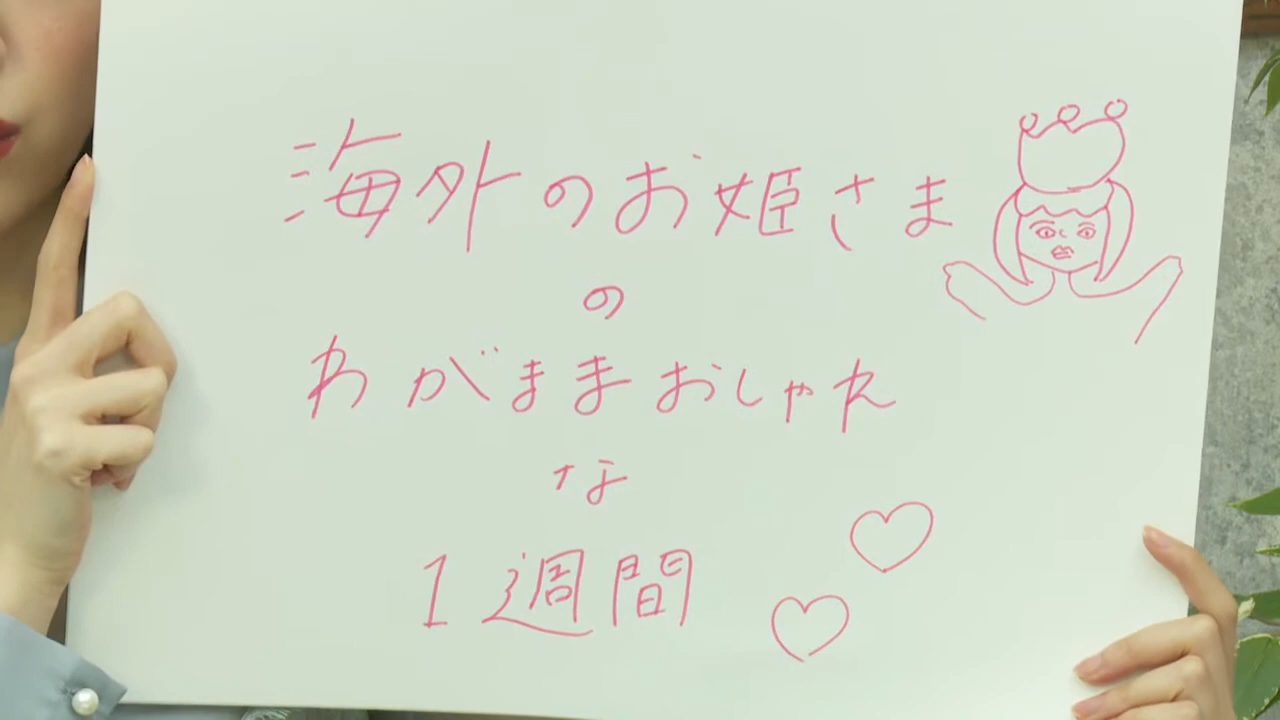 海外のお姫さま
の
わがままおしゃれ
な
1週間